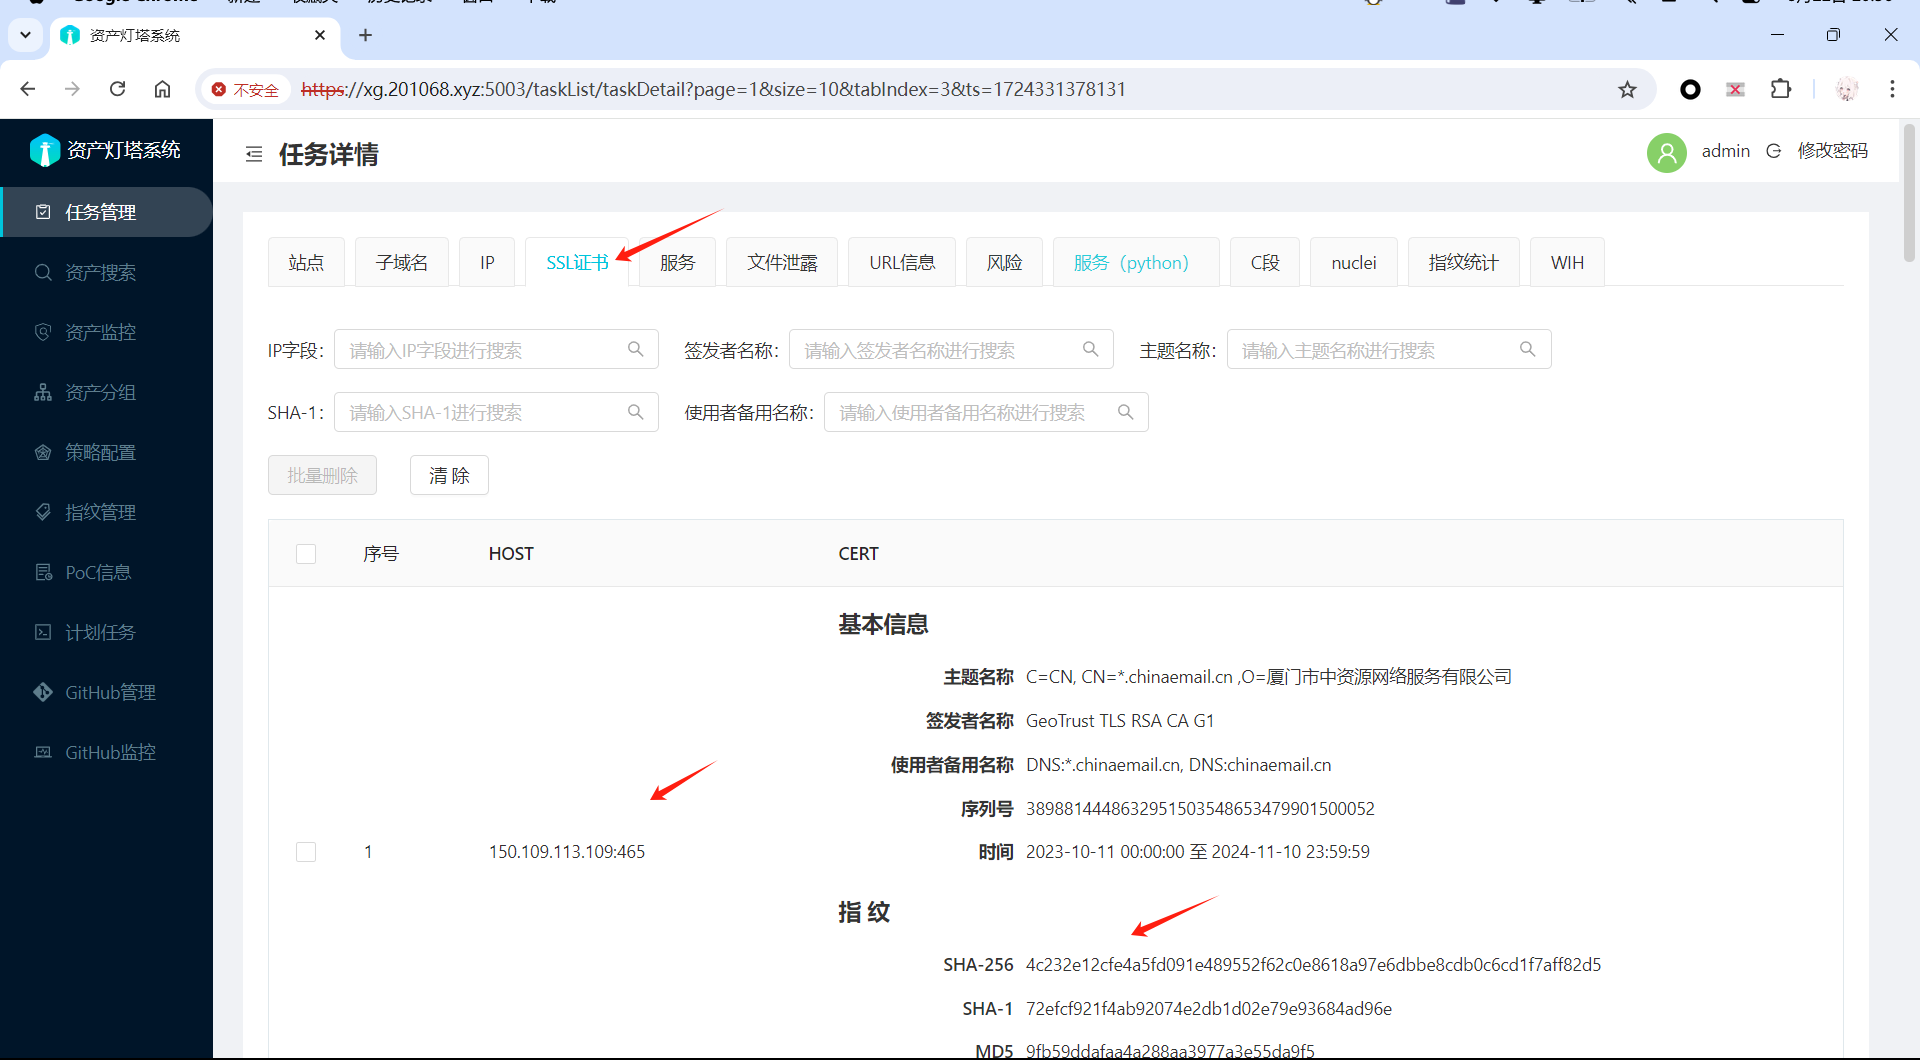 资产灯塔系统
不安全 https://xg.201068.xyz:5003/taskList/taskDetail?page=1&size=10&tabIndex=3&ts=1724331378131
资产灯塔系统
任务详情
admin 修改密码
任务管理
资产搜索
资产监控
资产分组
策略配置
指纹管理
PoC信息
计划任务
GitHub管理
GitHub监控
站点 子域名 IP SSL证书 服务 文件泄露 URL信息 风险 服务（python） C段 nuclei 指纹统计 WIH
IP字段： 请输入IP字段进行搜索 签发者名称： 请输入签发者名称进行搜索 主题名称： 请输入主题名称进行搜索
SHA-1： 请输入SHA-1进行搜索 使用者备用名称： 请输入使用者备用名称进行搜索
批量删除 清 除
序号 HOST CERT
基本信息
主题名称 C=CN, CN=*.chinaemail.cn ,O=厦门市中资源网络服务有限公司
签发者名称 GeoTrust TLS RSA CA G1
使用者备用名称 DNS:*.chinaemail.cn, DNS:chinaemail.cn
序列号 3898814448632951503548653479901500052
1 150.109.113.109:465 时间 2023-10-11 00:00:00 至 2024-11-10 23:59:59
指 纹
SHA-256 4c232e12cfe4a5fd091e489552f62c0e8618a97e6dbbe8cdb0c6cd1f7aff82d5
SHA-1 72efcf921f4ab92074e2db1d02e79e93684ad96e
MD5 9fb59ddafaa4a288aa3977a3e55da9f5